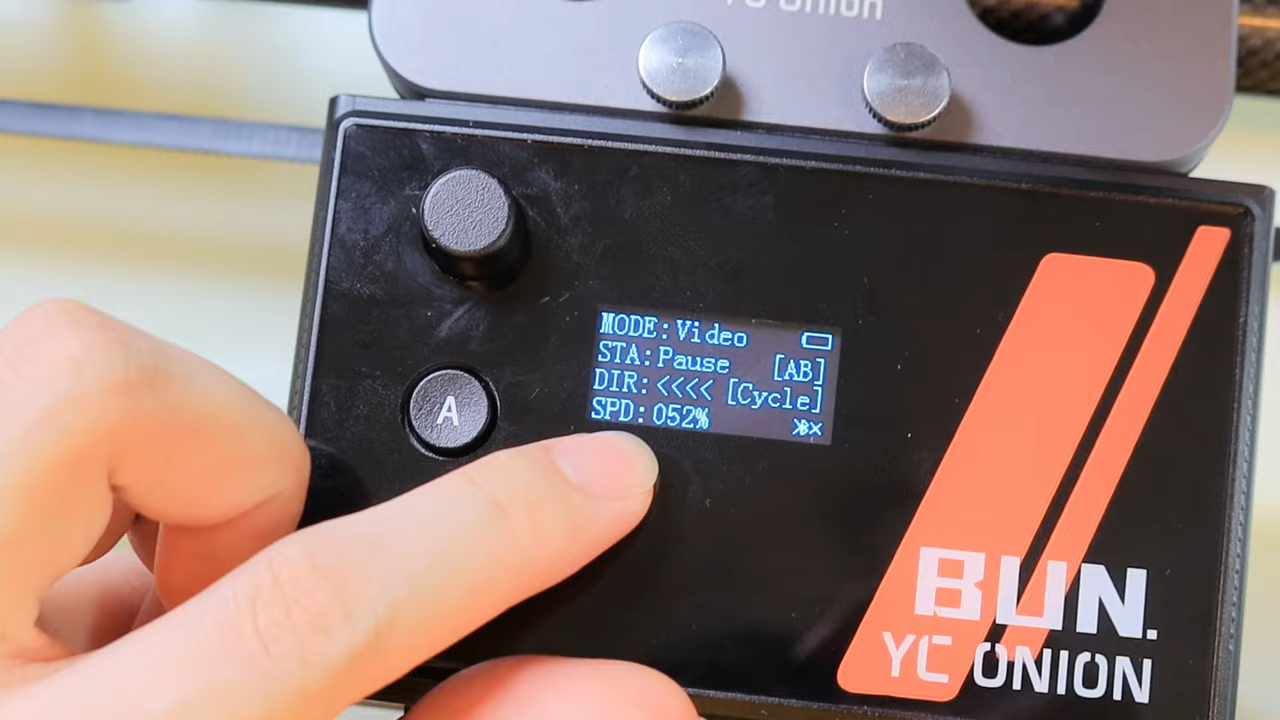 YC Onion
MODE:Video
STA:Pause [AB]
DIR:<<<< [Cycle]
SPD:052%
A
BUN.
YC ONION